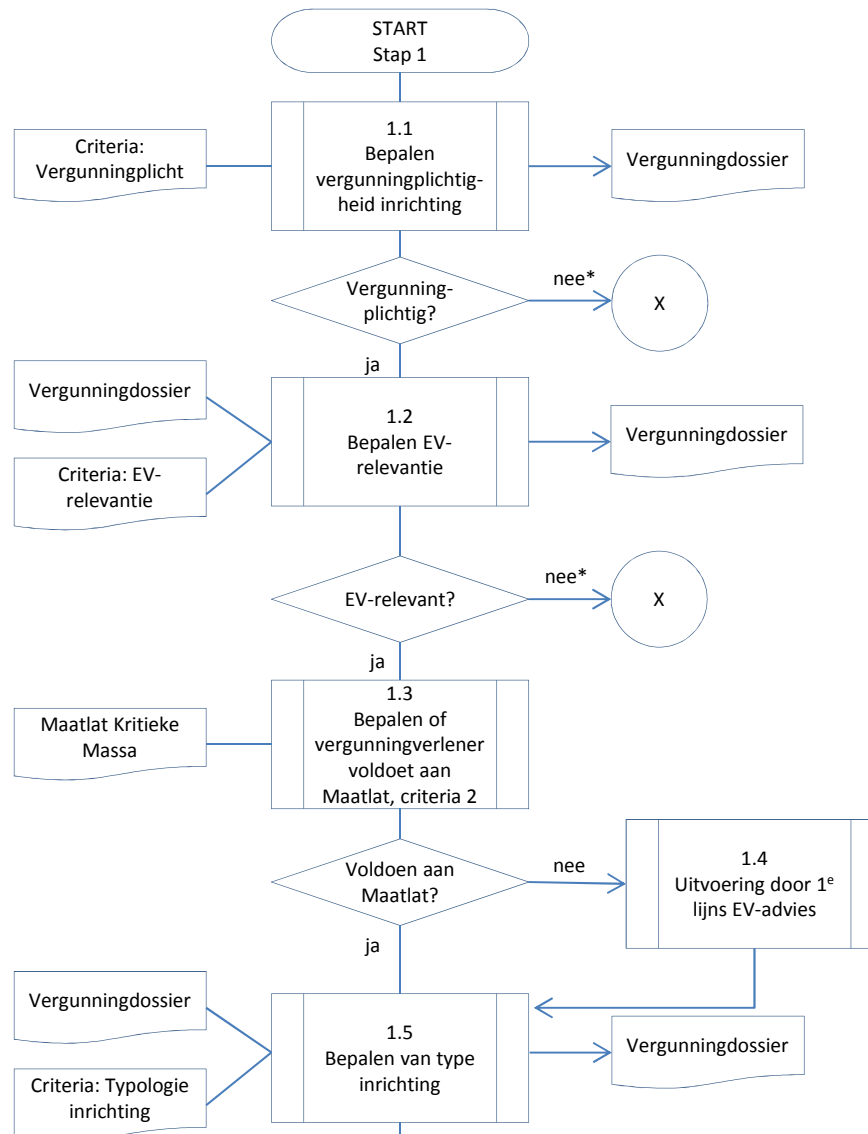 START
Stap 1
Criteria:
Vergunningplicht
1.1
Bepalen
vergunningplichtig-
heid inrichting
Vergunningdossier
Vergunning-
plichtig?
nee*
X
ja
Vergunningdossier
Criteria: EV-
relevantie
1.2
Bepalen EV-
relevantie
Vergunningdossier
EV-relevant?
nee*
X
ja
Maatlat Kritieke
Massa
1.3
Bepalen of
vergunningverlener
voldoet aan
Maatlat, criteria 2
Voldoen aan
Maatlat?
nee
1.4
Uitvoering door 1e
lijns EV-advies
ja
Vergunningdossier
Criteria: Typologie
inrichting
1.5
Bepalen van type
inrichting
Vergunningdossier